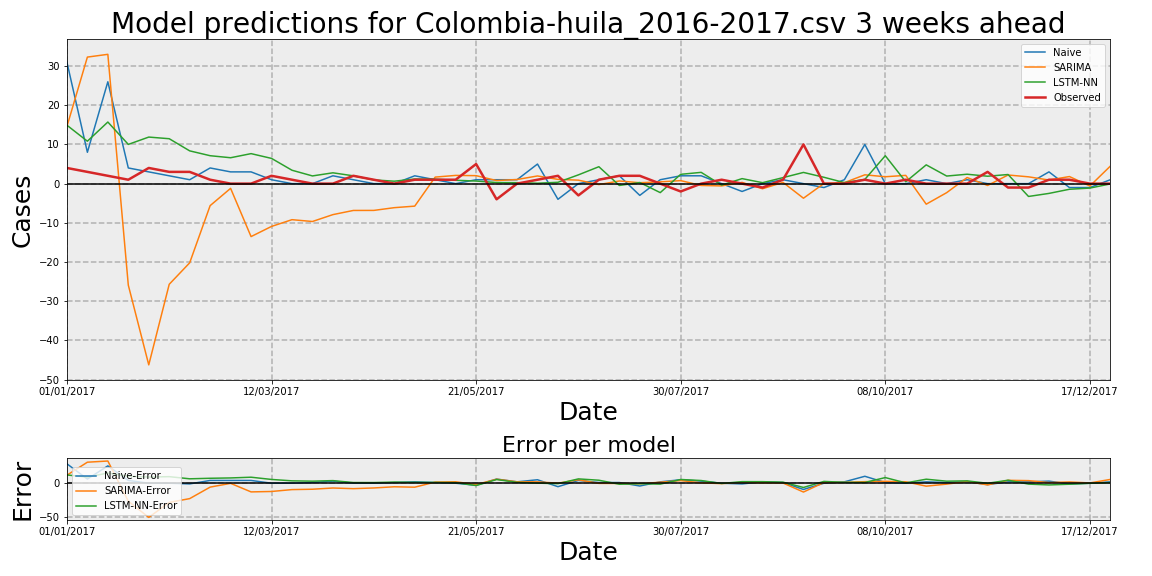 Model predictions for Colombia-huila_2016-2017.csv 3 weeks ahead
Cases
30
20
10
0
−10
−20
−30
−40
−50
Naive
SARIMA
LSTM-NN
Observed
01/01/2017 12/03/2017 21/05/2017 30/07/2017 08/10/2017 17/12/2017
Date
Error per model
Error
0
−50
Naive-Error
SARIMA-Error
LSTM-NN-Error
01/01/2017 12/03/2017 21/05/2017 30/07/2017 08/10/2017 17/12/2017
Date